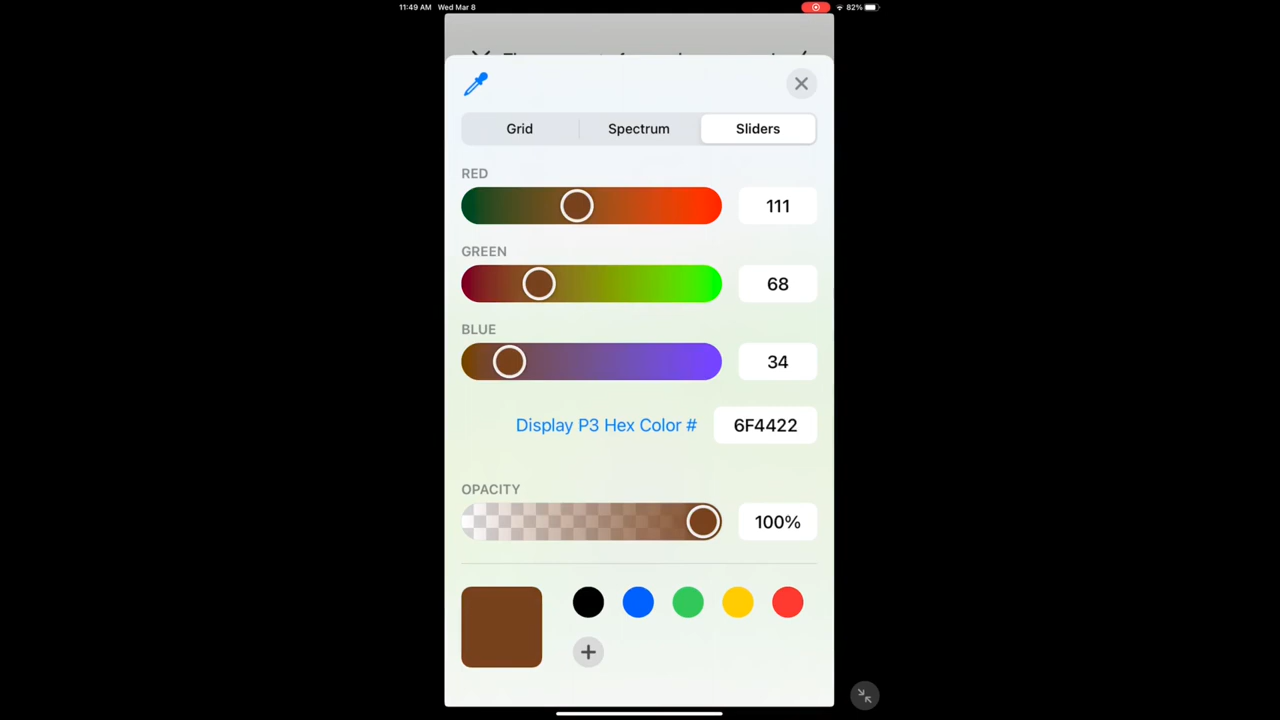 11:49 AM Wed Mar 8
82%
Grid Spectrum Sliders
RED
111
GREEN
68
BLUE
34
Display P3 Hex Color # 6F4422
OPACITY
100%